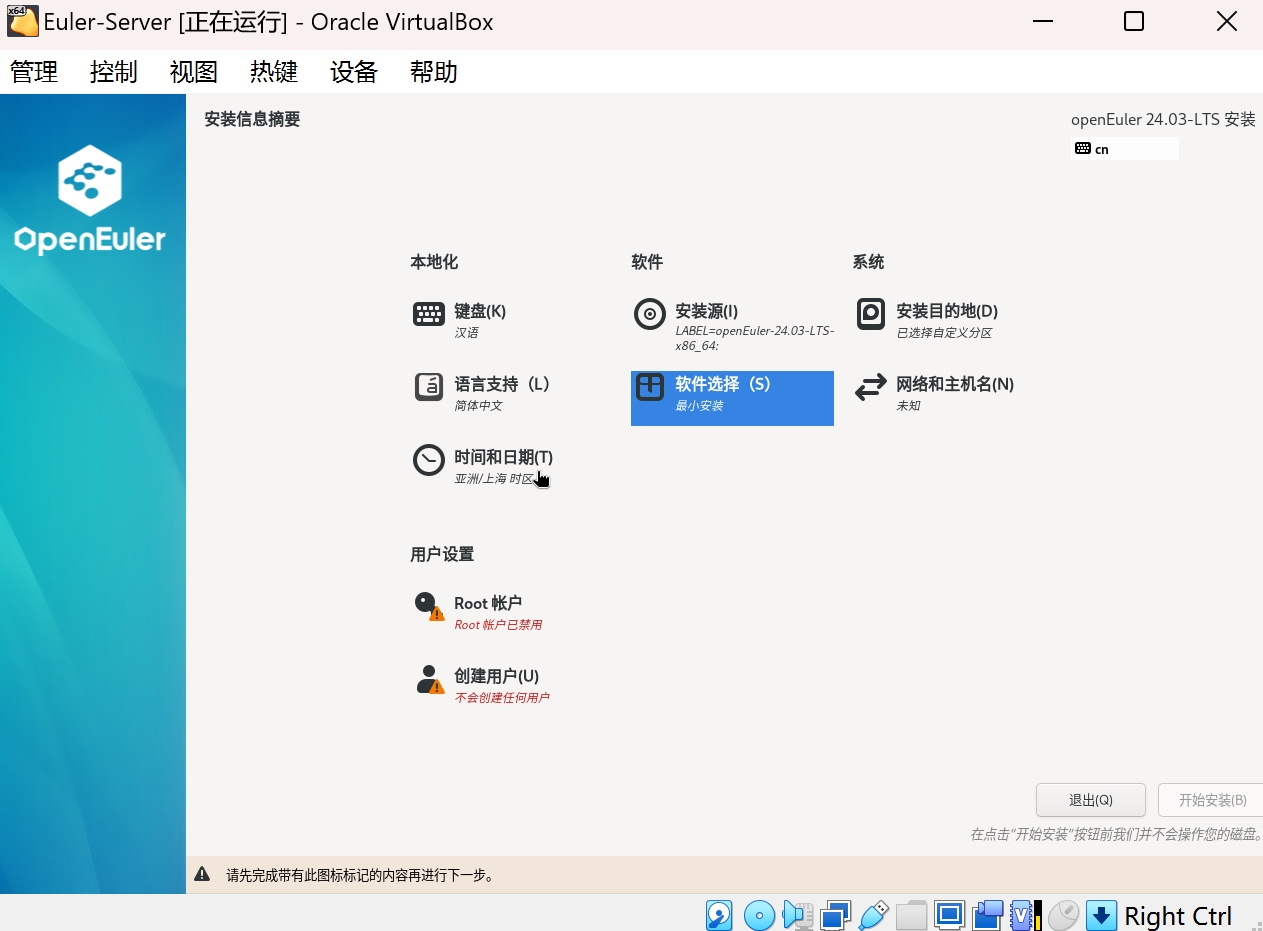 x64
Euler-Server [正在运行] - Oracle VirtualBox
管理 控制 视图 热键 设备 帮助
openEuler
安装信息摘要
openEuler 24.03-LTS 安装
cn
本地化
键盘(K)
汉语
语言支持（L）
简体中文
时间和日期(T)
亚洲/上海 时区
软件
安装源(I)
LABEL=openEuler-24.03-LTS-
x86_64:
软件选择（S）
最小安装
系统
安装目的地(D)
已选择自定义分区
网络和主机名(N)
未知
用户设置
Root 帐户
Root 帐户已禁用
创建用户(U)
不会创建任何用户
退出(Q)
开始安装(B)
在点击“开始安装”按钮前我们并不会操作您的磁盘。
请先完成带有此图标标记的内容再进行下一步。
V
Right Ctrl